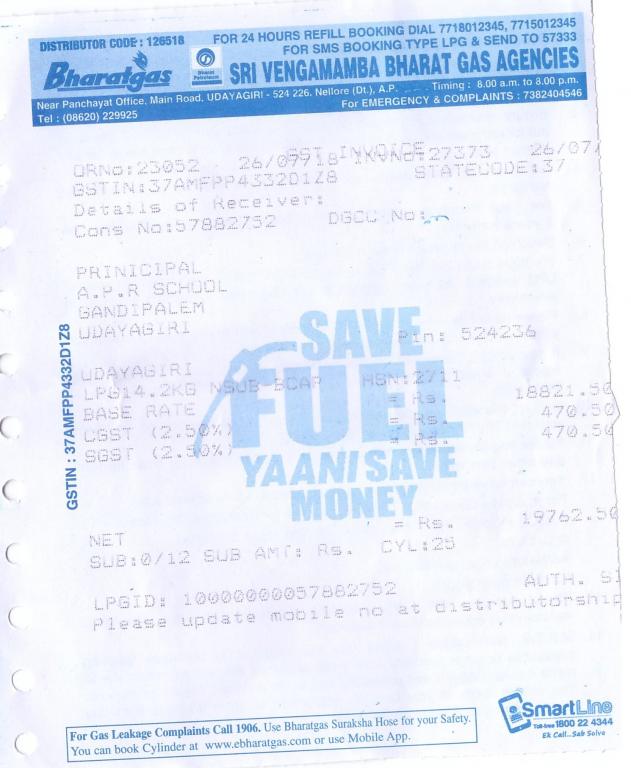 DISTRIBUTOR CODE : 126518
FOR 24 HOURS REFILL BOOKING DIAL 7718012345, 7715012345
FOR SMS BOOKING TYPE LPG & SEND TO 57333
Bharatgas
Bharat Petroleum
SRI VENGAMAMBA BHARAT GAS AGENCIES
Near Panchayat Office, Main Road, UDAYAGIRI - 524 226. Nellore (Dt.), A.P.
Timing : 8.00 a.m. to 8.00 p.m.
Tel : (08620) 229925
For EMERGENCY & COMPLAINTS : 7382404546
GST INVOICE
ORNo:23052 26/07/18 INVNo:27373 26/07/
GSTIN:37AMFPP4332D1Z8 STATECODE:37
Details of Receiver:
Cons No:57882752 DGCC No:
PRINICIPAL
A.P.R SCHOOL
GANDIPALEM
UDAYAGIRI Pin: 524236
UDAYAGIRI
LPG14.2KG NSUB-BCAP HSN:2711
BASE RATE = Rs. 18821.50
CGST (2.50%) = Rs. 470.50
SGST (2.50%) = Rs. 470.50
NET = Rs. 19762.50
SUB:0/12 SUB AMT: Rs. CYL:25
LPGID: 10000000057882752 AUTH. SI
Please update mobile no at distributorship
GSTIN : 37AMFPP4332D1Z8
SAVE
FUEL
YAANI SAVE
MONEY
For Gas Leakage Complaints Call 1906. Use Bharatgas Suraksha Hose for your Safety.
You can book Cylinder at www.ebharatgas.com or use Mobile App.
SmartLine
Toll-free 1800 22 4344
Ek Call...Sab Solve